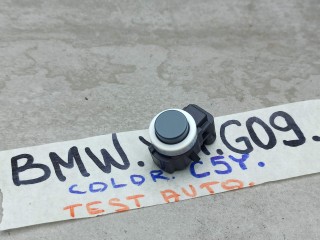 BMW. G09.
COLOR. C5Y.
TEST AUTO.